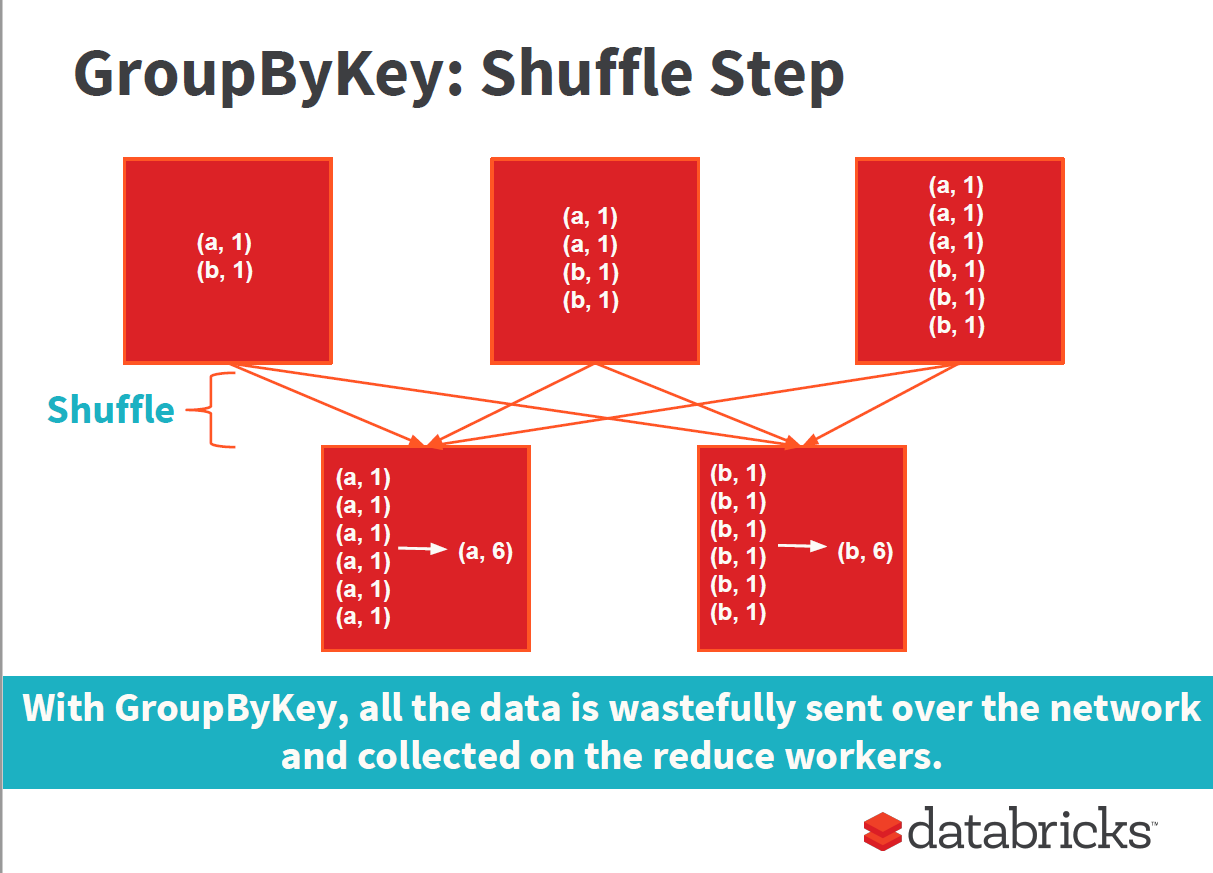 GroupByKey: Shuffle Step
(a, 1)
(b, 1)
(a, 1)
(a, 1)
(b, 1)
(b, 1)
(a, 1)
(a, 1)
(a, 1)
(b, 1)
(b, 1)
(b, 1)
Shuffle
(a, 1)
(a, 1)
(a, 1)
(a, 1)
(a, 1)
(a, 1)
(a, 6)
(b, 1)
(b, 1)
(b, 1)
(b, 1)
(b, 1)
(b, 1)
(b, 6)
With GroupByKey, all the data is wastefully sent over the network
and collected on the reduce workers.
databricks™